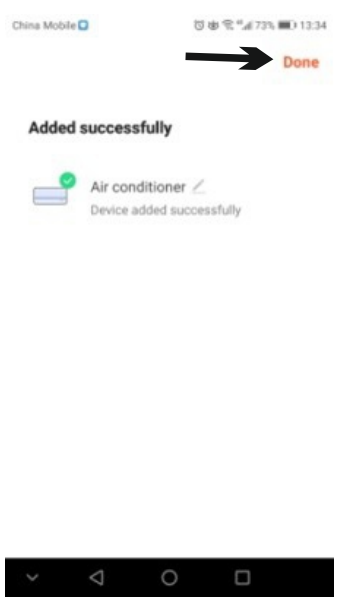 China Mobile 73% 13:34
Done
Added successfully
Air conditioner
Device added successfully